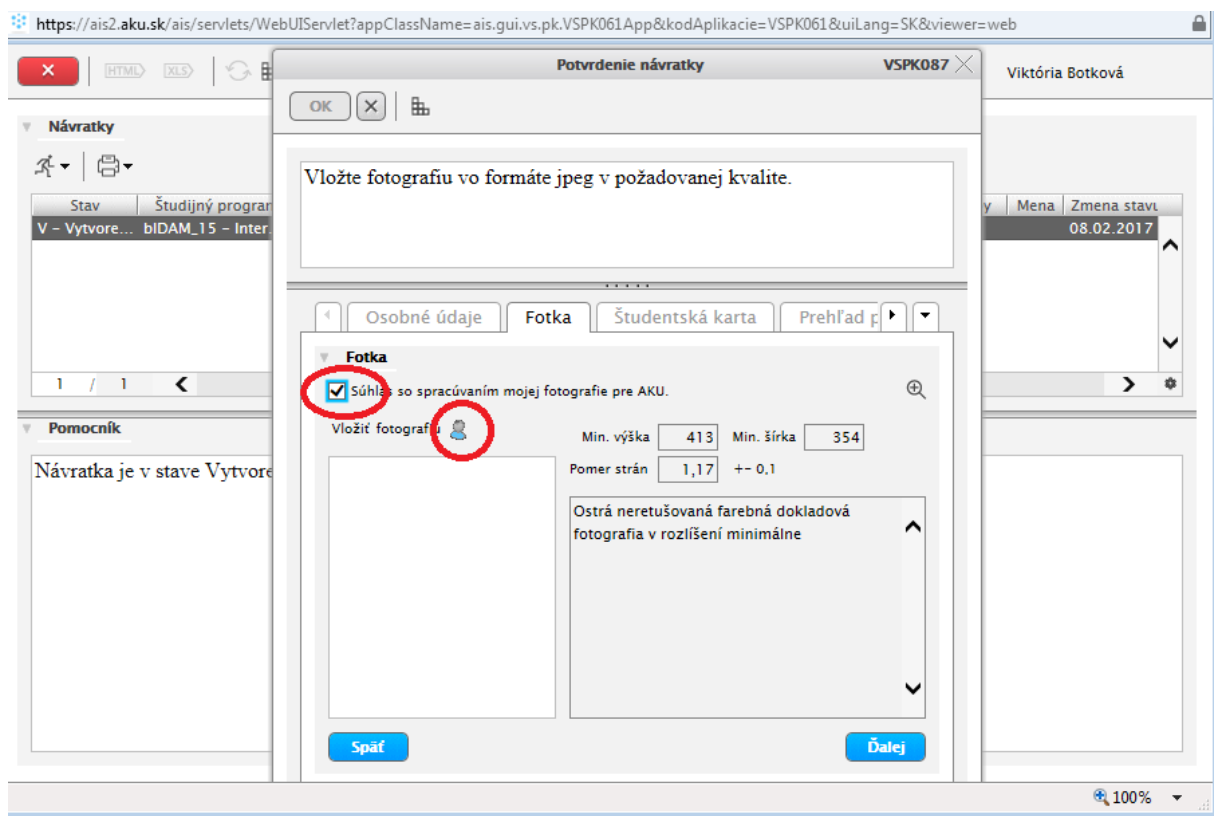 https://ais2.aku.sk/ais/servlets/WebUIServlet?appClassName=ais.gui.vs.pk.VSPK061App&kodAplikacie=VSPK061&uiLang=SK&viewer=web
HTML XLS
Viktória Botková
Potvrdenie návratky VSPK087
OK
Návratky
Stav Študijný program
y Mena Zmena stavu
V – Vytvore... bIDAM_15 – Inter
08.02.2017
1 / 1
Pomocník
Návratka je v stave Vytvore
Vložte fotografiu vo formáte jpeg v požadovanej kvalite.
Osobné údaje Fotka Študentská karta Prehľad p
Fotka
Súhlas so spracúvaním mojej fotografie pre AKU.
Vložiť fotografiu
Min. výška 413 Min. šírka 354
Pomer strán 1,17 +- 0,1
Ostrá neretušovaná farebná dokladová
fotografia v rozlíšení minimálne
Späť Ďalej
100%